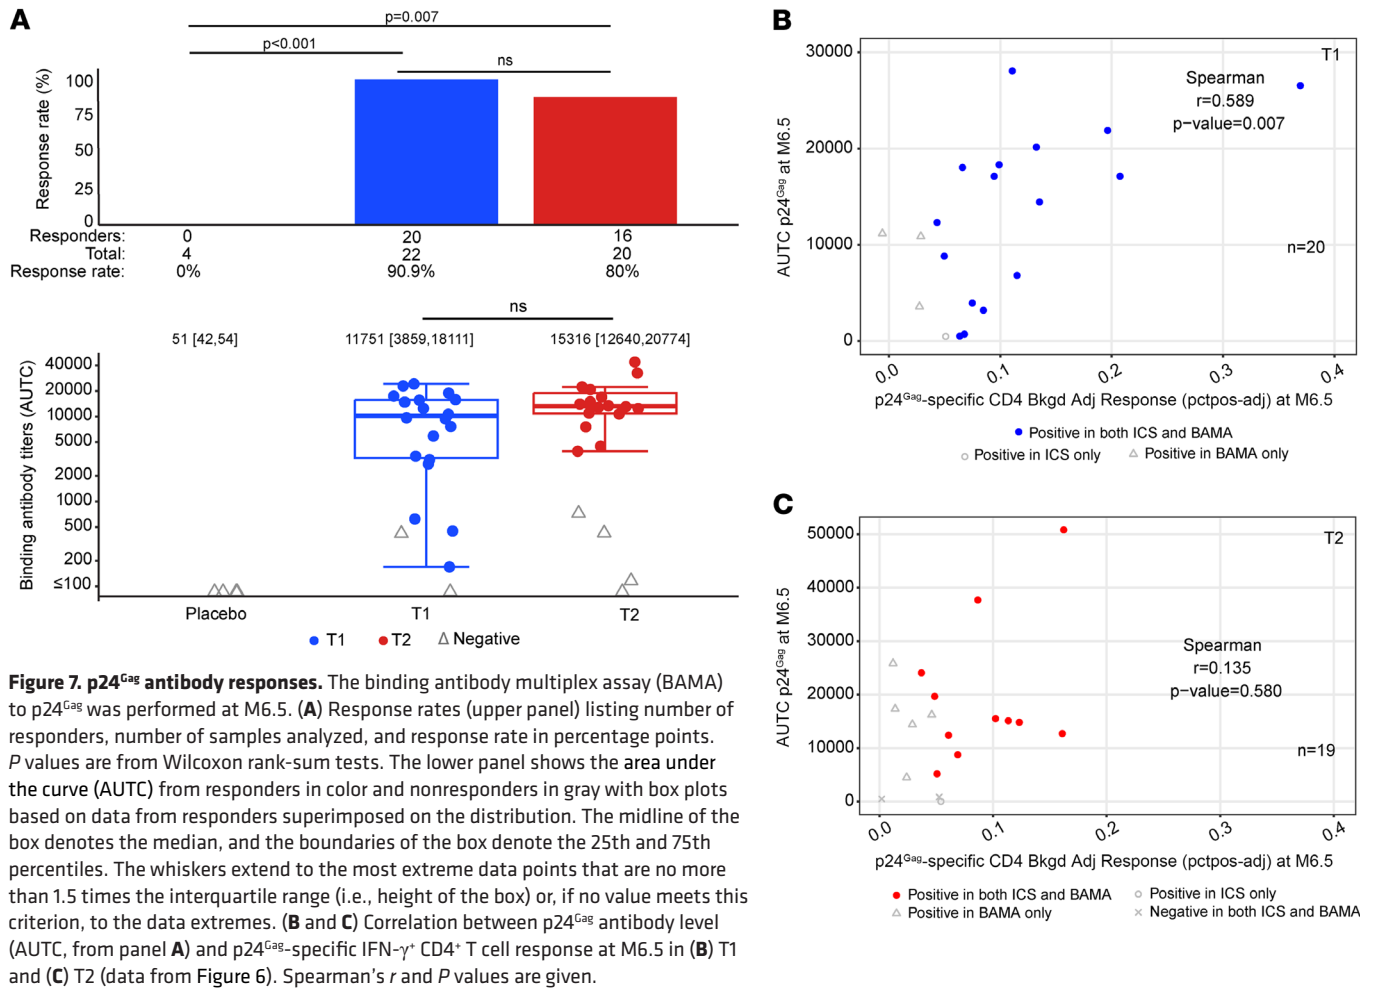 A
p=0.007
p<0.001
ns
Response rate (%)
100
75
50
25
0
Responders: 0 20 16
Total: 4 22 20
Response rate: 0% 90.9% 80%
ns
51 [42,54] 11751 [3859,18111] 15316 [12640,20774]
Binding antibody titers (AUTC)
40000
20000
10000
5000
2000
1000
500
200
≤100
Placebo T1 T2
T1 T2 Negative
Figure 7. p24Gag antibody responses. The binding antibody multiplex assay (BAMA)
to p24Gag was performed at M6.5. (A) Response rates (upper panel) listing number of
responders, number of samples analyzed, and response rate in percentage points.
P values are from Wilcoxon rank-sum tests. The lower panel shows the area under
the curve (AUTC) from responders in color and nonresponders in gray with box plots
based on data from responders superimposed on the distribution. The midline of the
box denotes the median, and the boundaries of the box denote the 25th and 75th
percentiles. The whiskers extend to the most extreme data points that are no more
than 1.5 times the interquartile range (i.e., height of the box) or, if no value meets this
criterion, to the data extremes. (B and C) Correlation between p24Gag antibody level
(AUTC, from panel A) and p24Gag-specific IFN-γ+ CD4+ T cell response at M6.5 in (B) T1
and (C) T2 (data from Figure 6). Spearman's r and P values are given.
B
T1
Spearman
r=0.589
p−value=0.007
n=20
AUTC p24Gag at M6.5
30000
20000
10000
0
0.0 0.1 0.2 0.3 0.4
p24Gag-specific CD4 Bkgd Adj Response (pctpos-adj) at M6.5
Positive in both ICS and BAMA
Positive in ICS only Positive in BAMA only
C
T2
Spearman
r=0.135
p−value=0.580
n=19
AUTC p24Gag at M6.5
50000
40000
30000
20000
10000
0
0.0 0.1 0.2 0.3 0.4
p24Gag-specific CD4 Bkgd Adj Response (pctpos-adj) at M6.5
Positive in both ICS and BAMA Positive in ICS only
Positive in BAMA only Negative in both ICS and BAMA